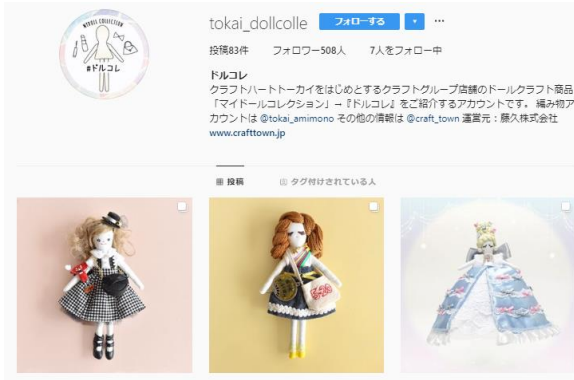 MYDOLL COLLECTION
#ドルコレ
tokai_dollcolle フォローする
投稿83件 フォロワー508人 7人をフォロー中
ドルコレ
クラフトハートトーカイをはじめとするクラフトグループ店舗のドールクラフト商品
「マイドールコレクション」→『ドルコレ』をご紹介するアカウントです。 編み物ア
カウントは @tokai_amimono その他の情報は @craft_town 運営元：藤久株式会社
www.crafttown.jp
投稿 タグ付けされている人